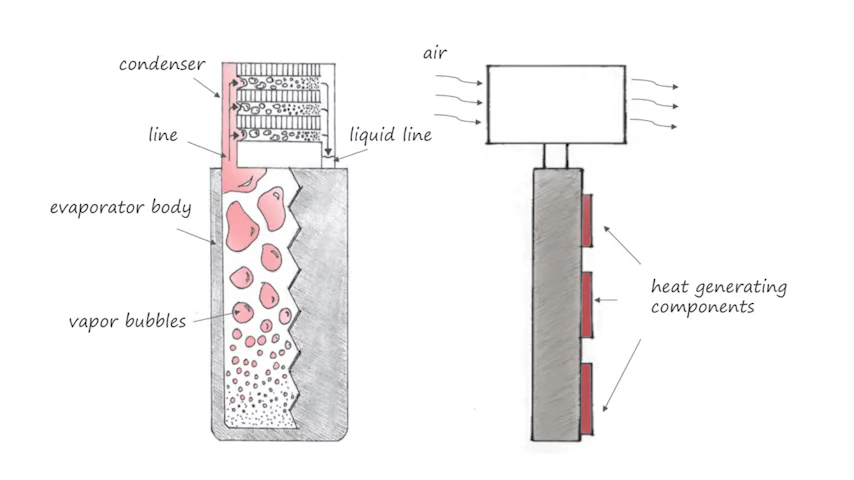 condenser
line
liquid line
evaporator body
vapor bubbles
air
heat generating
components